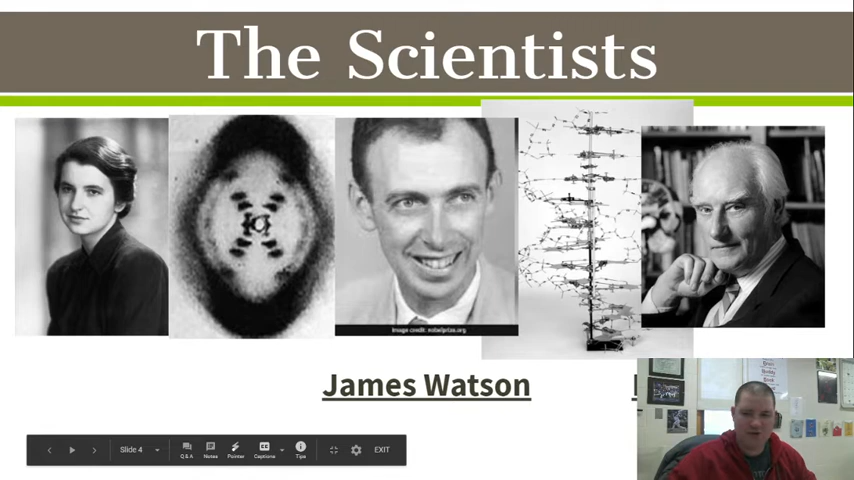 The Scientists
Image credit: nobelprize.org
James Watson
Slide 4
Q & A
Notes
Pointer
Captions
Tips
EXIT